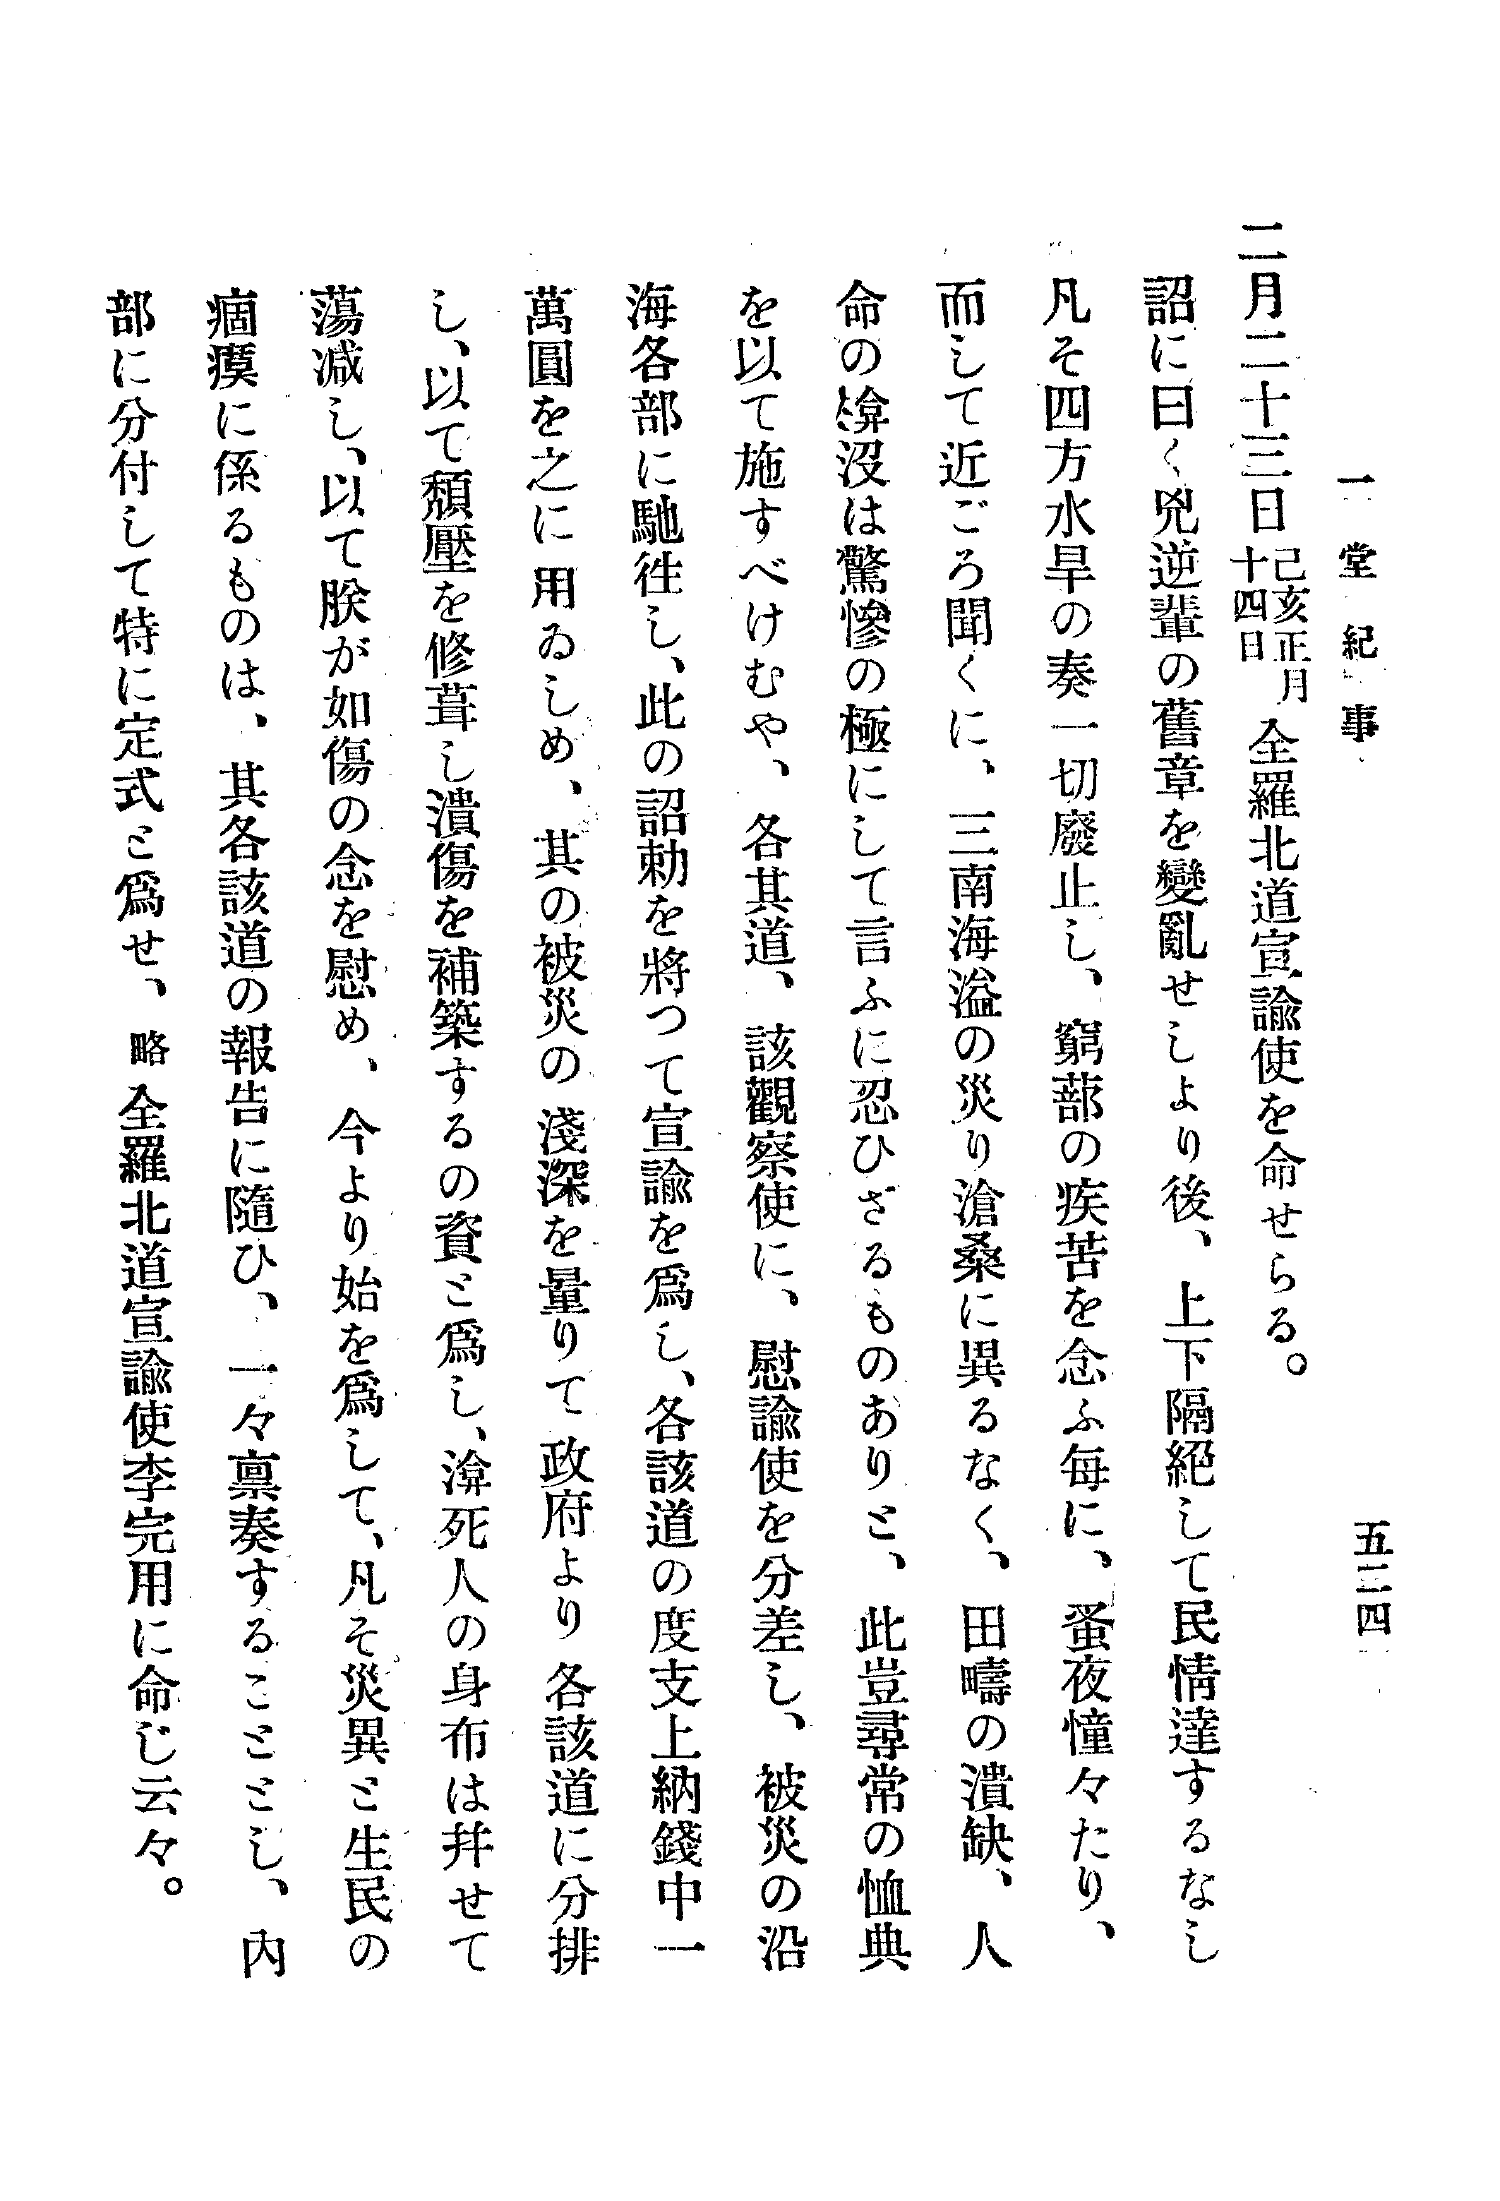 一堂紀事
五二四
二月二十三日己亥正月十四日全羅北道宣諭使を命せらる。
詔に曰く兇逆輩の舊章を變亂せしより後、上下隔絕して民情達するなし
凡そ四方水旱の奏一切廢止し、窮蔀の疾苦を念ふ每に、蚤夜憧々たり、
而して近ごろ聞くに、三南海溢の災り滄桑に異るなく、田疇の潰缺、人
命の渰沒は驚慘の極にして言ふに忍ひざるものありと、此豈尋常の恤典
を以て施すべけむや、各其道、該觀察使に、慰諭使を分差し、被災の沿
海各部に馳徃し、此の詔勅を將つて宣諭を爲し、各該道の度支上納錢中一
萬圓を之に用ゐしめ、其の被災の淺深を量りて政府より各該道に分排
し、以て頽壓を修葺し潰傷を補築するの資と爲し、渰死人の身布は幷せて
蕩減し、以て朕が如傷の念を慰め、今より始を爲して、凡そ災異と生民の
痼瘼に係るものは、其各該道の報告に隨ひ、一々禀奏することとし、內
部に分付して特に定式と爲せ、略全羅北道宣諭使李完用に命じ云々。